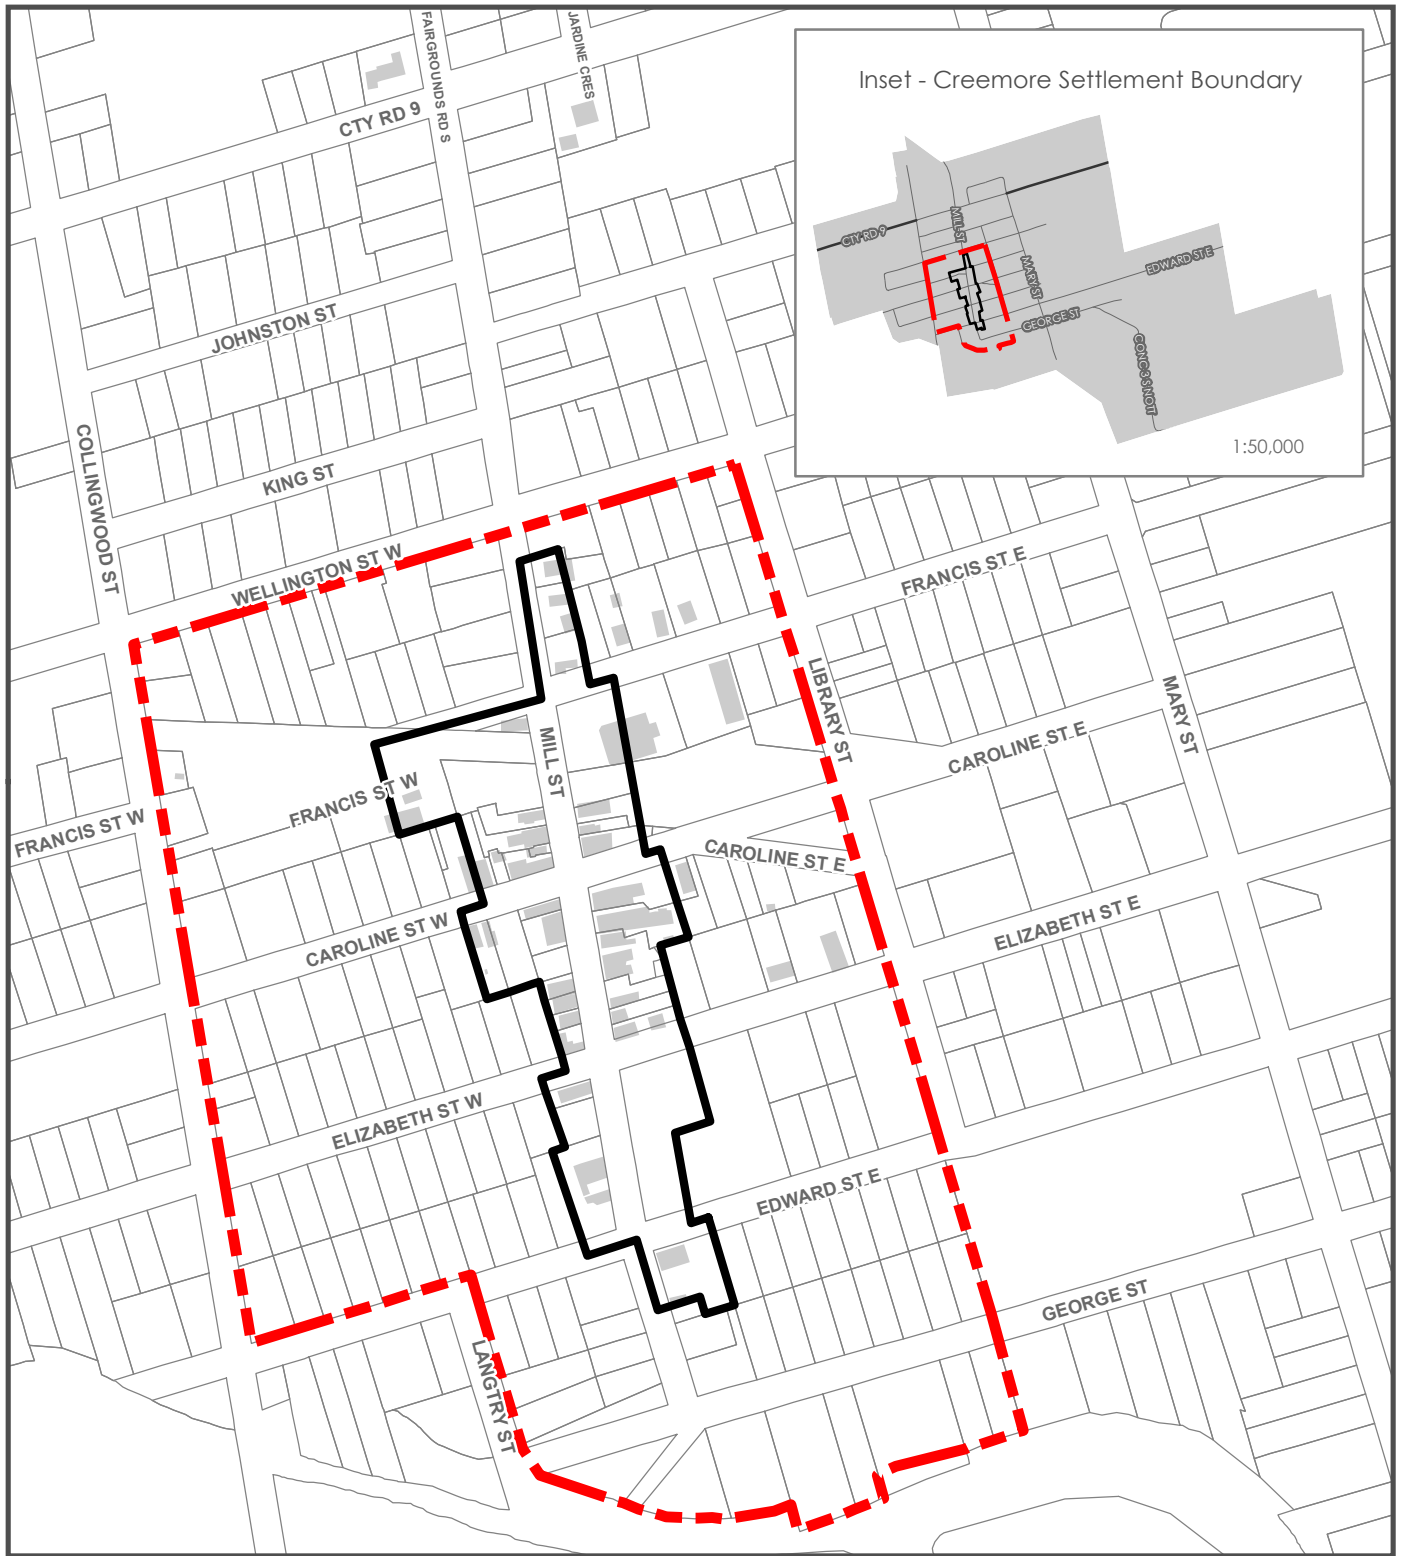 FAIRGROUNDS RD S
JARDINE CRES
CTY RD 9
Inset - Creemore Settlement Boundary
MILL ST
CTY RD 9
MARY ST
EDWARD ST E
GEORGE ST
CONC 3 S NOTT
1:50,000
JOHNSTON ST
COLLINGWOOD ST
KING ST
WELLINGTON ST W
FRANCIS ST E
LIBRARY ST
MARY ST
MILL ST
CAROLINE ST E
FRANCIS ST W
FRANCIS ST W
CAROLINE ST E
CAROLINE ST W
ELIZABETH ST E
ELIZABETH ST W
EDWARD ST E
GEORGE ST
LANGTRY ST